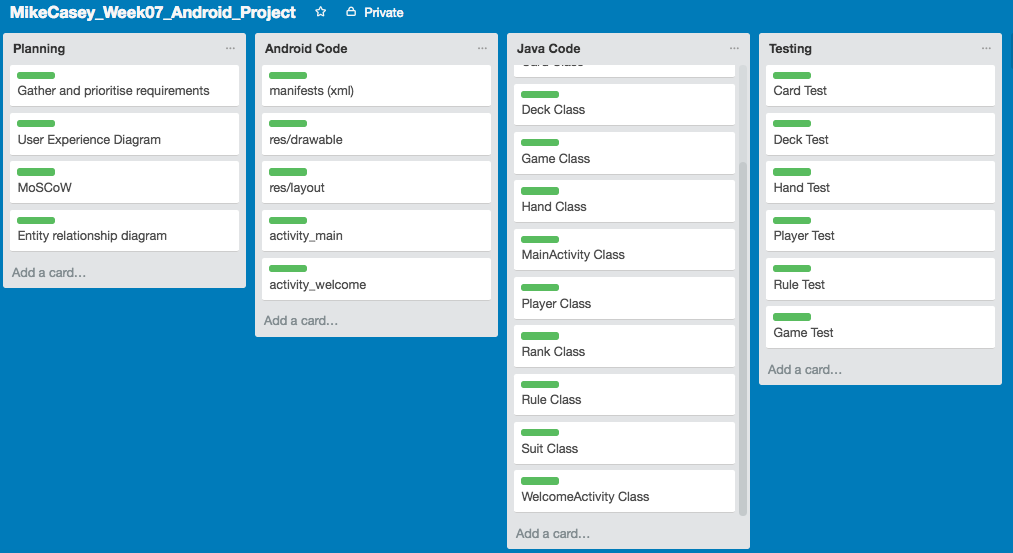 MikeCasey_Week07_Android_Project Private
Planning
Gather and prioritise requirements
User Experience Diagram
MoSCoW
Entity relationship diagram
Add a card...
Android Code
manifests (xml)
res/drawable
res/layout
activity_main
activity_welcome
Add a card...
Java Code
Deck Class
Game Class
Hand Class
MainActivity Class
Player Class
Rank Class
Rule Class
Suit Class
WelcomeActivity Class
Add a card...
Testing
Card Test
Deck Test
Hand Test
Player Test
Rule Test
Game Test
Add a card...